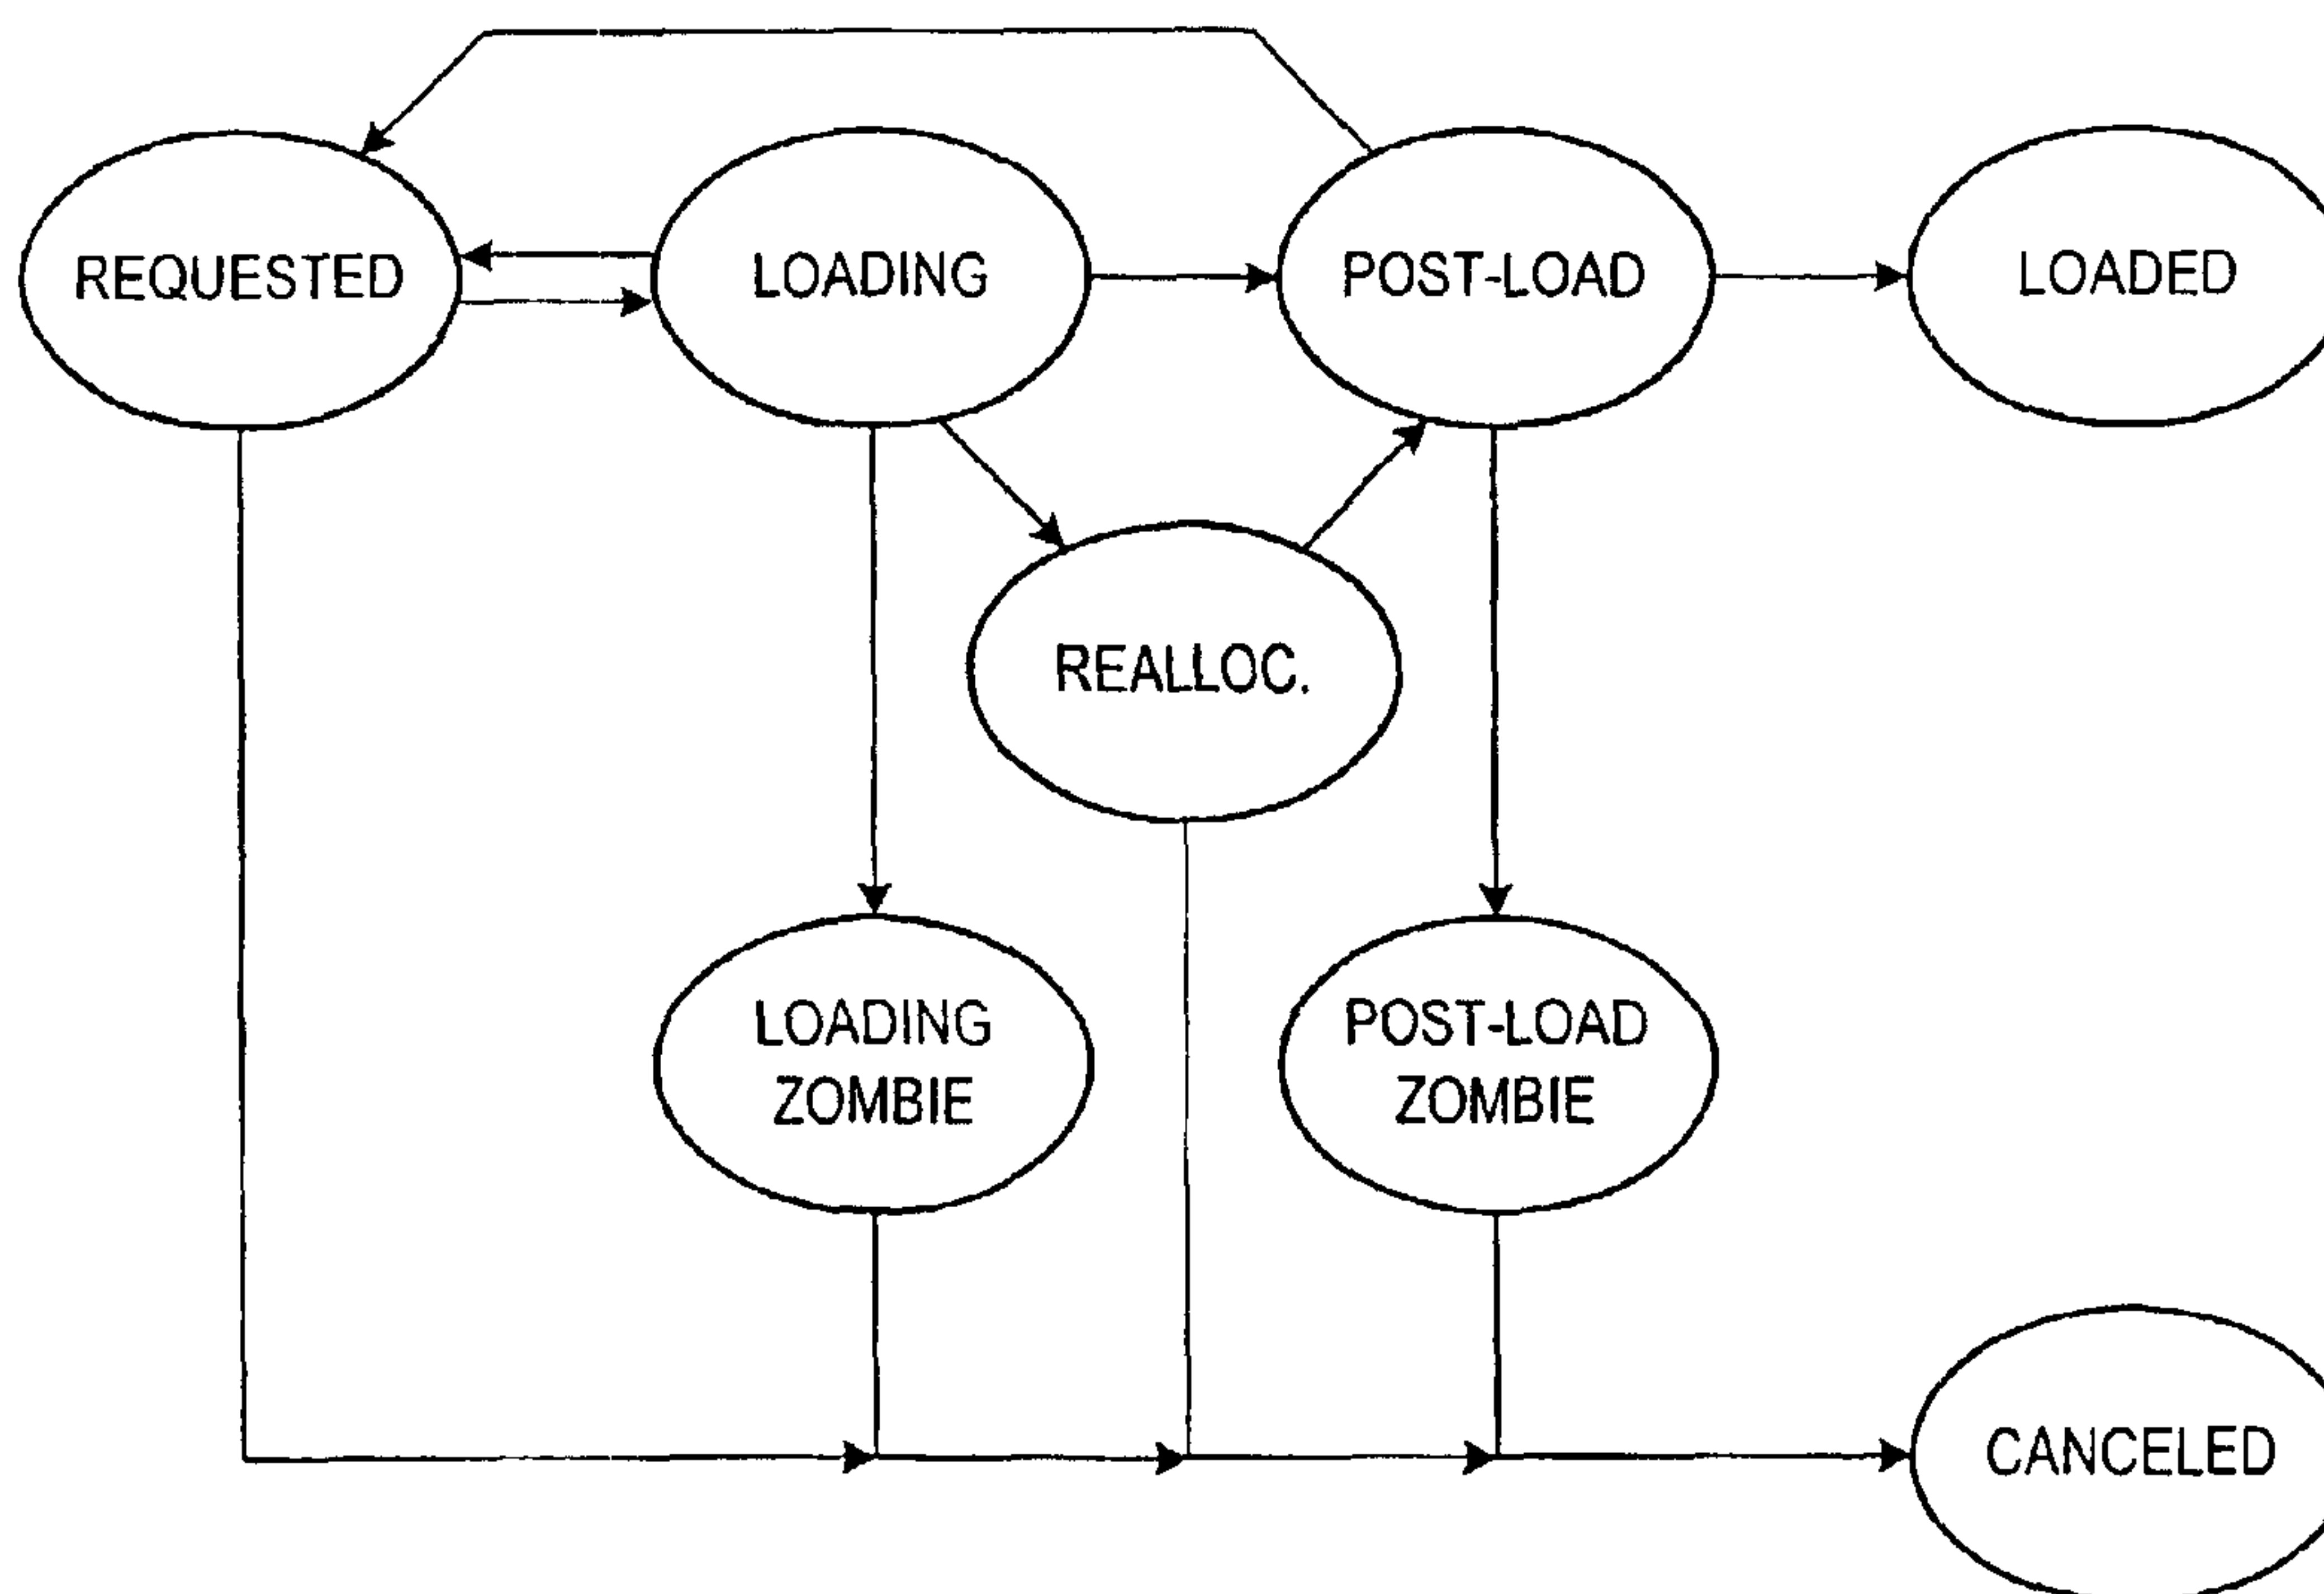 REQUESTED
LOADING
POST-LOAD
LOADED
REALLOC.
LOADING
ZOMBIE
POST-LOAD
ZOMBIE
CANCELED